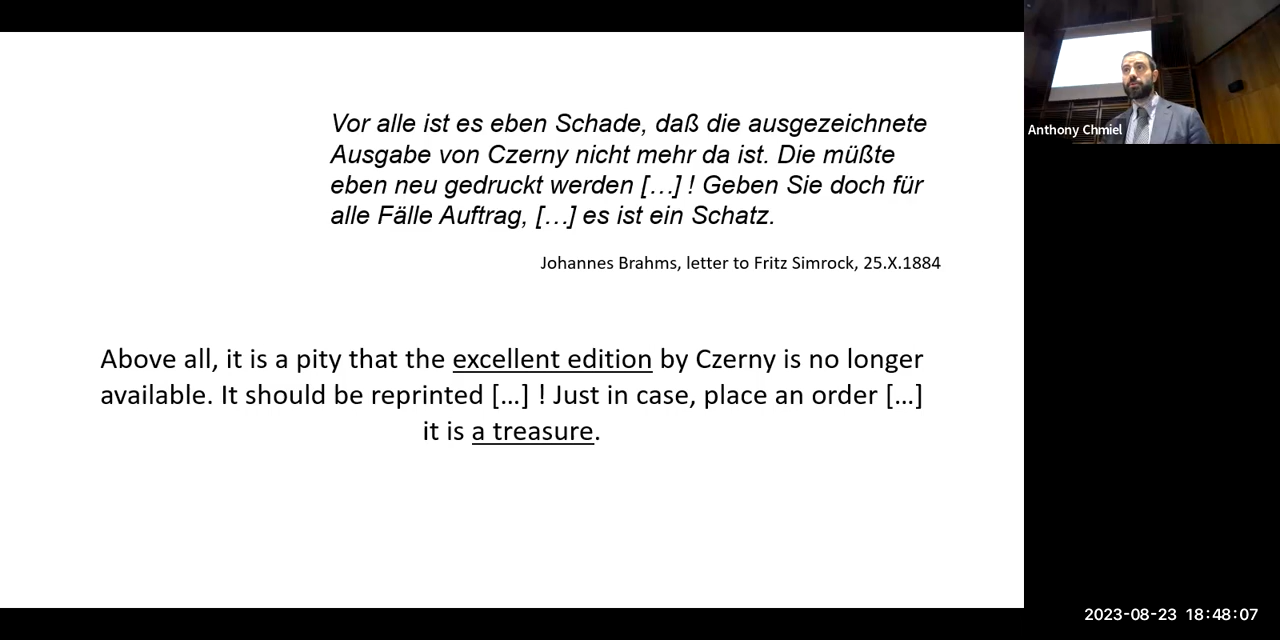 Vor alle ist es eben Schade, daß die ausgezeichnete
Ausgabe von Czerny nicht mehr da ist. Die müßte
eben neu gedruckt werden […] ! Geben Sie doch für
alle Fälle Auftrag, […] es ist ein Schatz.
Johannes Brahms, letter to Fritz Simrock, 25.X.1884
Above all, it is a pity that the excellent edition by Czerny is no longer
available. It should be reprinted […] ! Just in case, place an order […]
it is a treasure.
Anthony Chmiel
2023-08-23 18:48:07